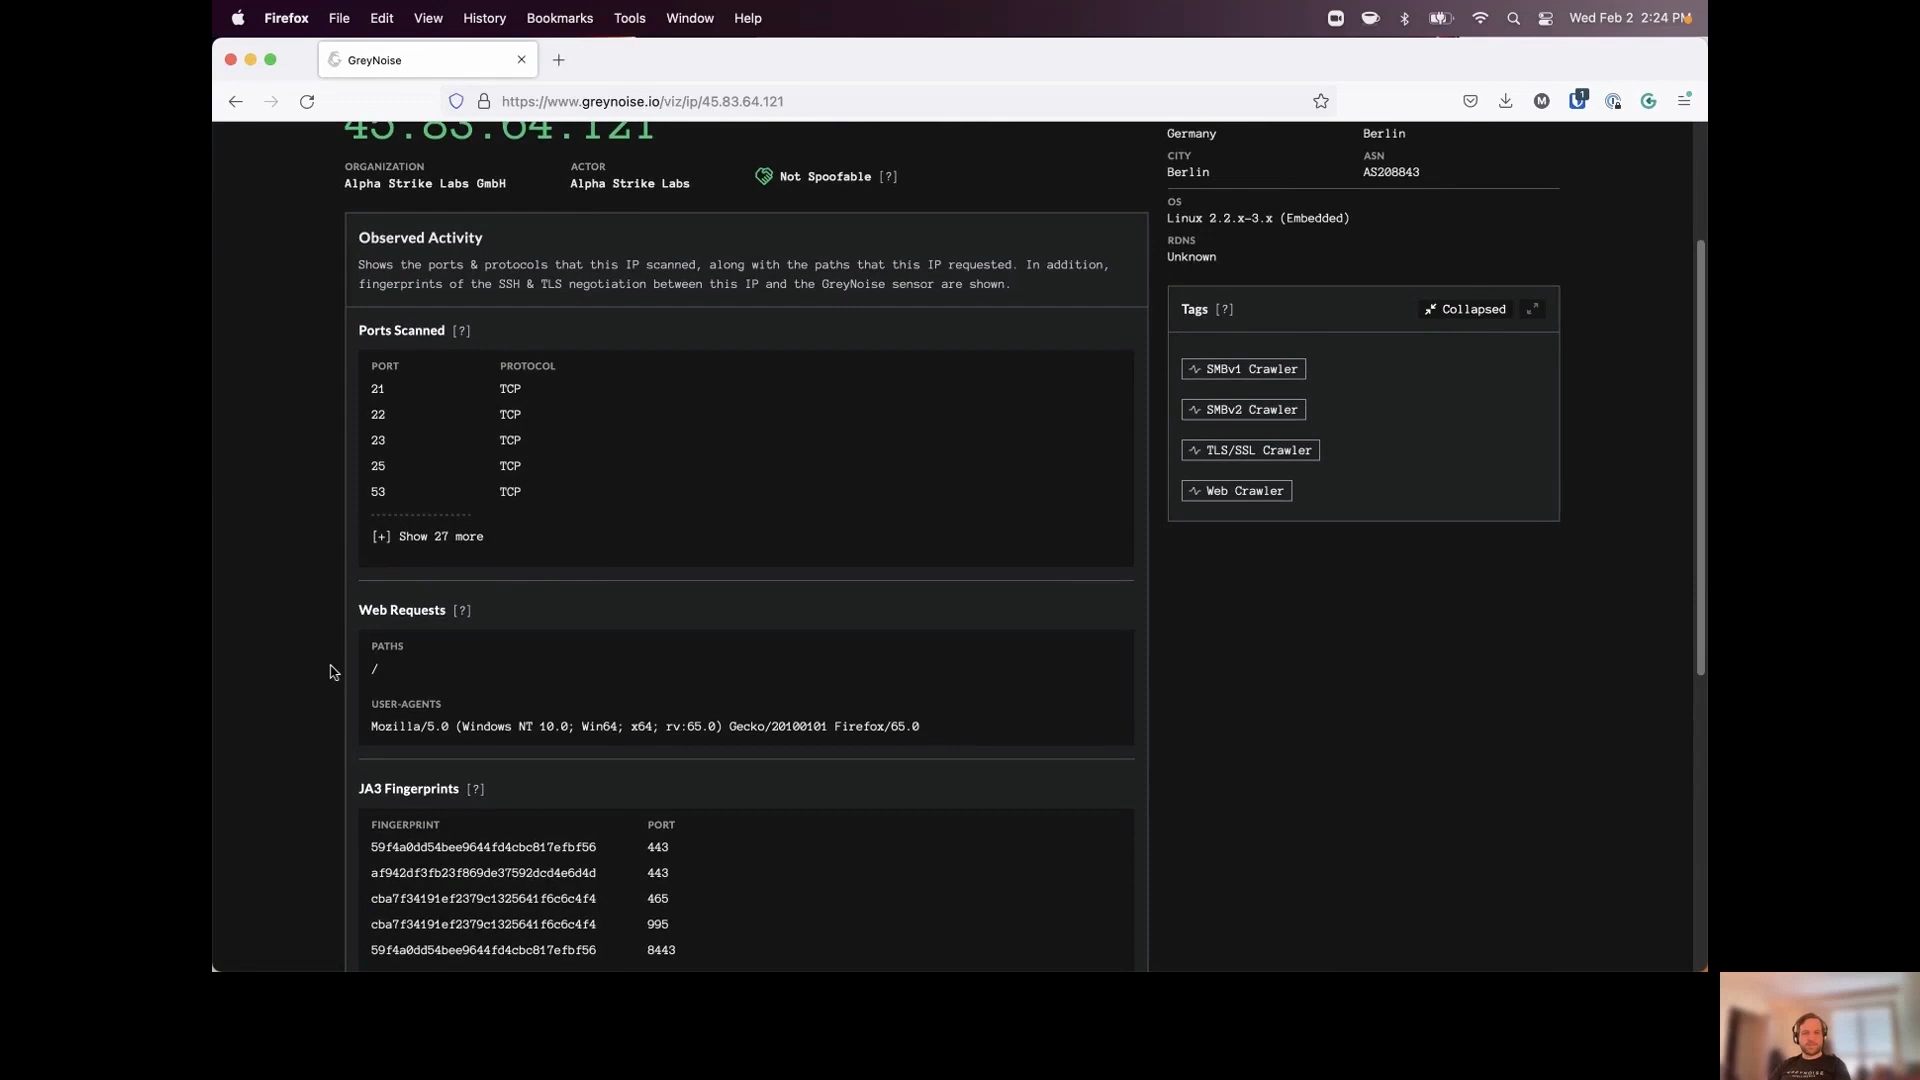 Firefox File Edit View History Bookmarks Tools Window Help Wed Feb 2 2:24 PM
GreyNoise
https://www.greynoise.io/viz/ip/45.83.64.121
45.83.64.121
ORGANIZATION
Alpha Strike Labs GmbH
ACTOR
Alpha Strike Labs
Not Spoofable [?]
Observed Activity
Shows the ports & protocols that this IP scanned, along with the paths that this IP requested. In addition,
fingerprints of the SSH & TLS negotiation between this IP and the GreyNoise sensor are shown.
Ports Scanned [?]
PORT PROTOCOL
21 TCP
22 TCP
23 TCP
25 TCP
53 TCP
[+] Show 27 more
Web Requests [?]
PATHS
/
USER-AGENTS
Mozilla/5.0 (Windows NT 10.0; Win64; x64; rv:65.0) Gecko/20100101 Firefox/65.0
JA3 Fingerprints [?]
FINGERPRINT PORT
59f4a0dd54bee9644fd4cbc817efbf56 443
af942df3fb23f869de37592dcd4e6d4d 443
cba7f34191ef2379c1325641f6c6c4f4 465
cba7f34191ef2379c1325641f6c6c4f4 995
59f4a0dd54bee9644fd4cbc817efbf56 8443
Germany Berlin
CITY ASN
Berlin AS208843
OS
Linux 2.2.x-3.x (Embedded)
RDNS
Unknown
Tags [?] Collapsed
SMBv1 Crawler
SMBv2 Crawler
TLS/SSL Crawler
Web Crawler
GREYNOISE